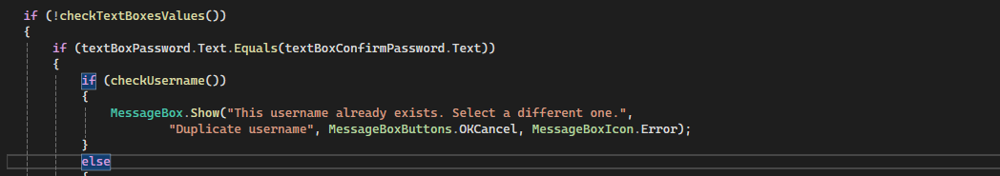 if (!checkTextBoxesValues())
{
if (textBoxPassword.Text.Equals(textBoxConfirmPassword.Text))
{
if (checkUsername())
{
MessageBox.Show("This username already exists. Select a different one.",
"Duplicate username", MessageBoxButtons.OKCancel, MessageBoxIcon.Error);
}
else
{